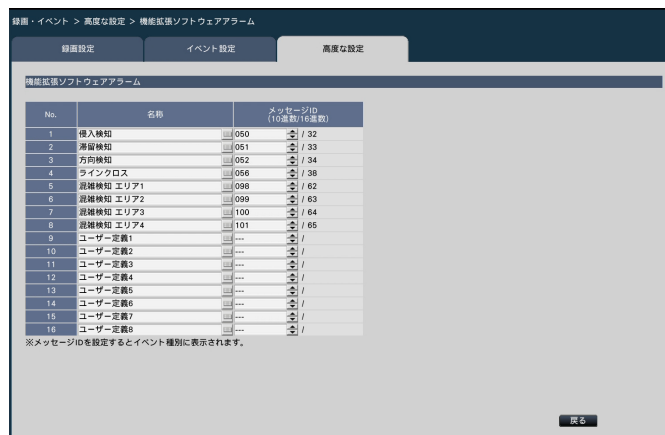 録画・イベント > 高度な設定 > 機能拡張ソフトウェアアラーム
録画設定 イベント設定 高度な設定
機能拡張ソフトウェアアラーム
No. 名称 メッセージID
(10進数/16進数)
1 侵入検知 050 / 32
2 滞留検知 051 / 33
3 方向検知 052 / 34
4 ラインクロス 056 / 38
5 混雑検知 エリア1 098 / 62
6 混雑検知 エリア2 099 / 63
7 混雑検知 エリア3 100 / 64
8 混雑検知 エリア4 101 / 65
9 ユーザー定義1 --- /
10 ユーザー定義2 --- /
11 ユーザー定義3 --- /
12 ユーザー定義4 --- /
13 ユーザー定義5 --- /
14 ユーザー定義6 --- /
15 ユーザー定義7 --- /
16 ユーザー定義8 --- /
※メッセージIDを設定するとイベント種別に表示されます。
戻る